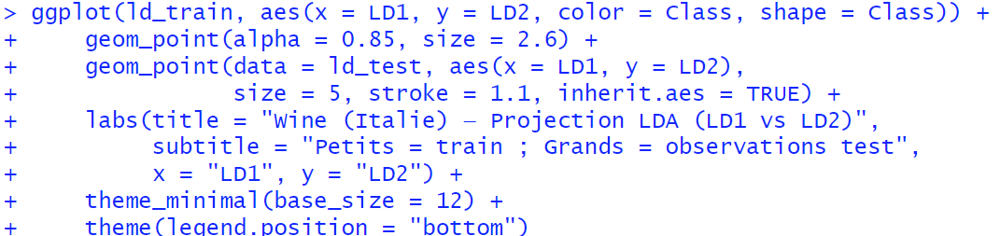 > ggplot(ld_train, aes(x = LD1, y = LD2, color = Class, shape = Class)) +
+     geom_point(alpha = 0.85, size = 2.6) +
+     geom_point(data = ld_test, aes(x = LD1, y = LD2),
+                size = 5, stroke = 1.1, inherit.aes = TRUE) +
+     labs(title = "Wine (Italie) – Projection LDA (LD1 vs LD2)",
+          subtitle = "Petits = train ; Grands = observations test",
+          x = "LD1", y = "LD2") +
+     theme_minimal(base_size = 12) +
+     theme(legend.position = "bottom")